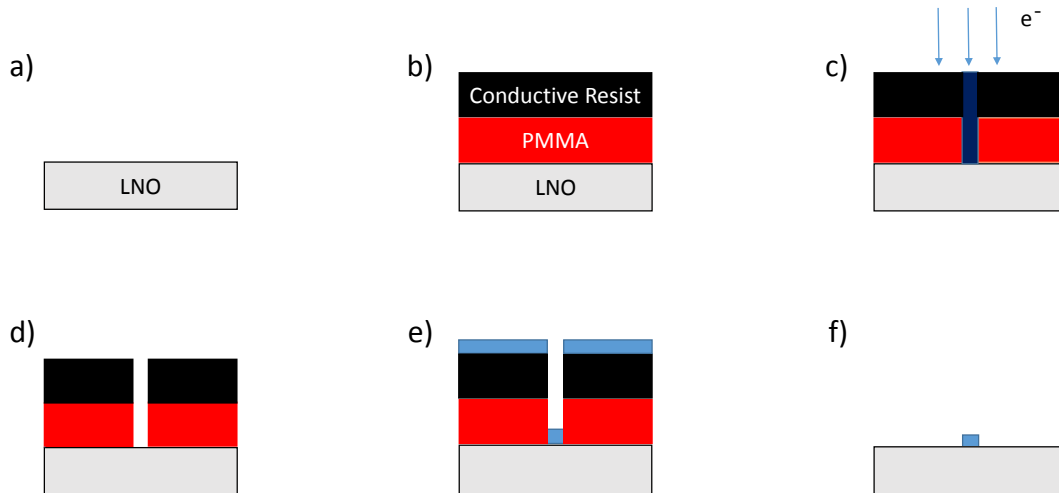 e⁻
a)
b)
c)
Conductive Resist
PMMA
LNO
LNO
d)
e)
f)